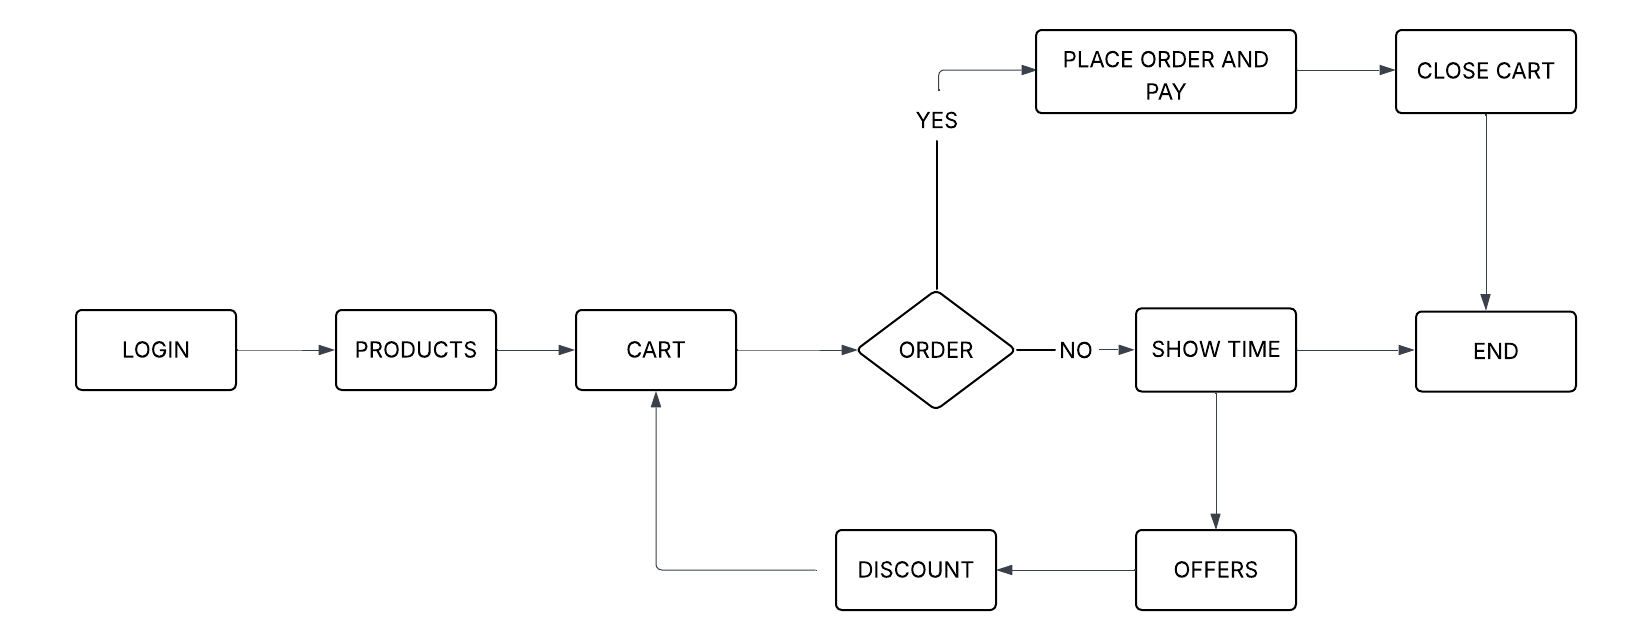 PLACE ORDER AND
PAY
CLOSE CART
YES
LOGIN
PRODUCTS
CART
ORDER
NO
SHOW TIME
END
DISCOUNT
OFFERS